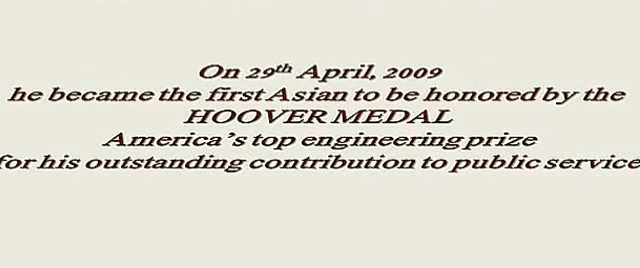 On 29th April, 2009
he became the first Asian to be honored by the
HOOVER MEDAL
America's top engineering prize
for his outstanding contribution to public service